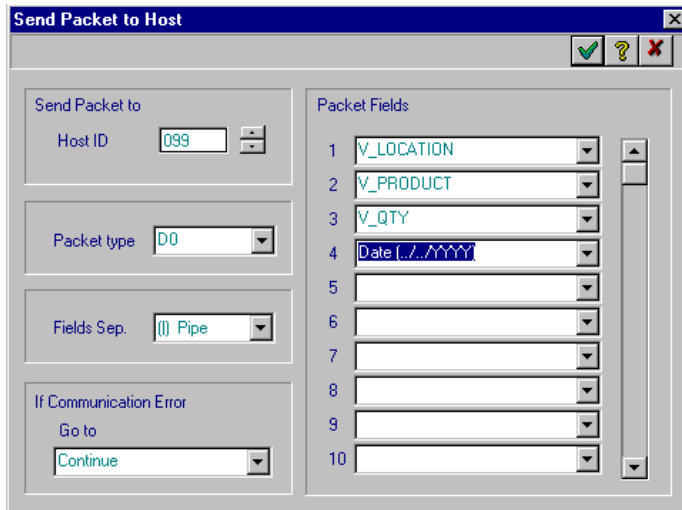 Send Packet to Host
Send Packet to
Host ID 099
Packet type D0
Fields Sep. (|) Pipe
If Communication Error
Go to
Continue
Packet Fields
1 V_LOCATION
2 V_PRODUCT
3 V_QTY
4 Date (../../YYYY)
5
6
7
8
9
10